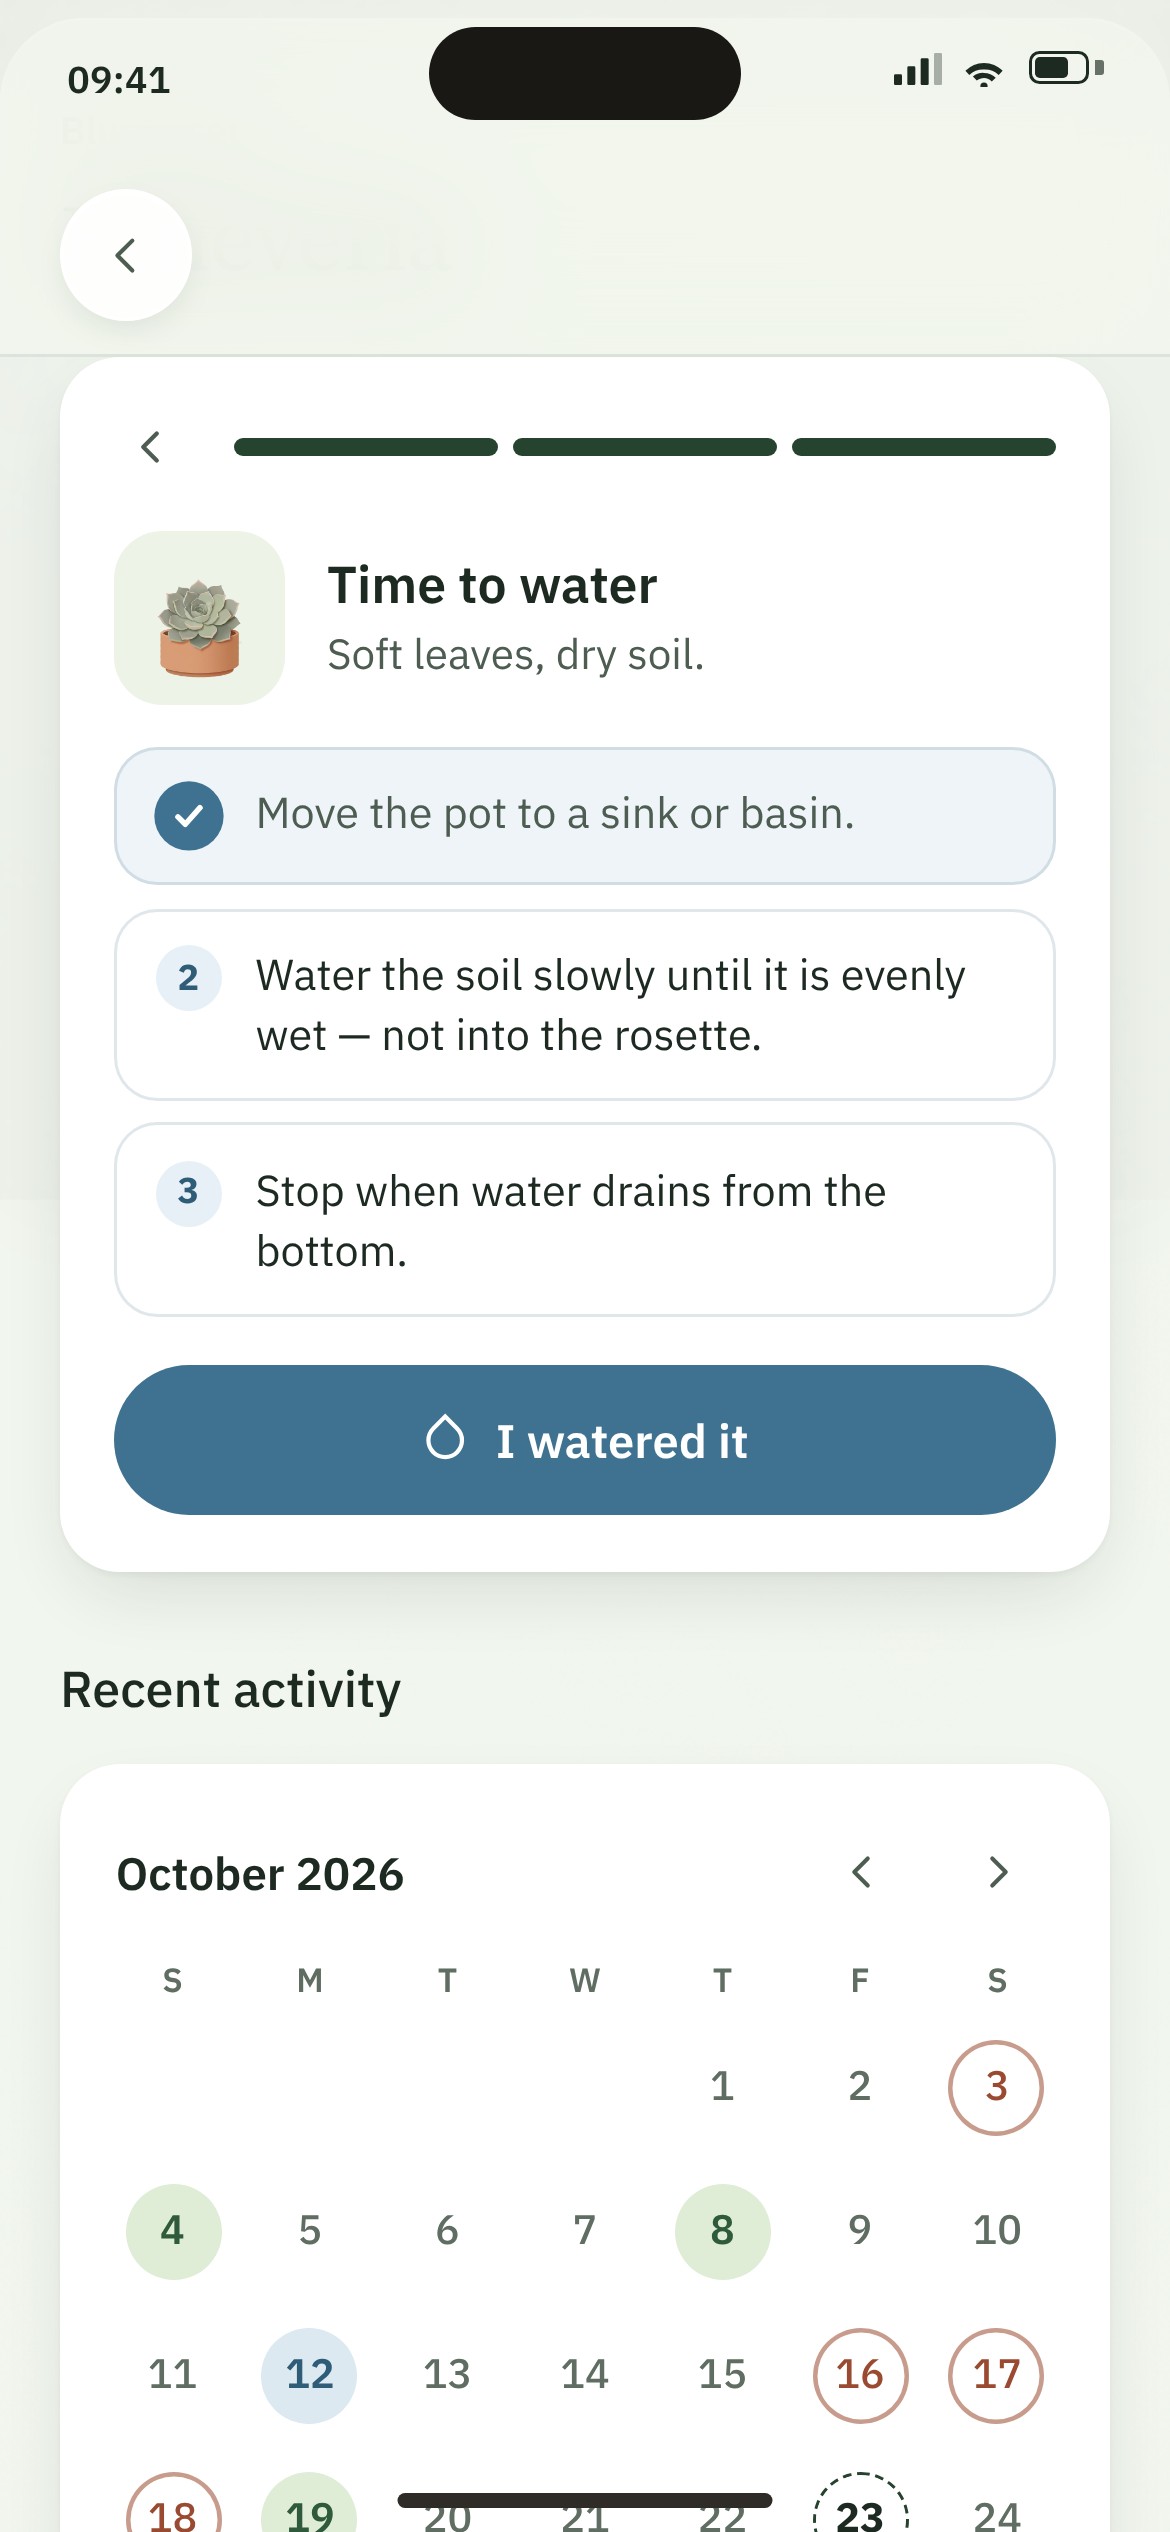 09:41
Time to water
Soft leaves, dry soil.
Move the pot to a sink or basin.
2
Water the soil slowly until it is evenly
wet — not into the rosette.
3
Stop when water drains from the
bottom.
I watered it
Recent activity
October 2026
S M T W T F S
1 2 3
4 5 6 7 8 9 10
11 12 13 14 15 16 17
18 19 20 21 22 23 24